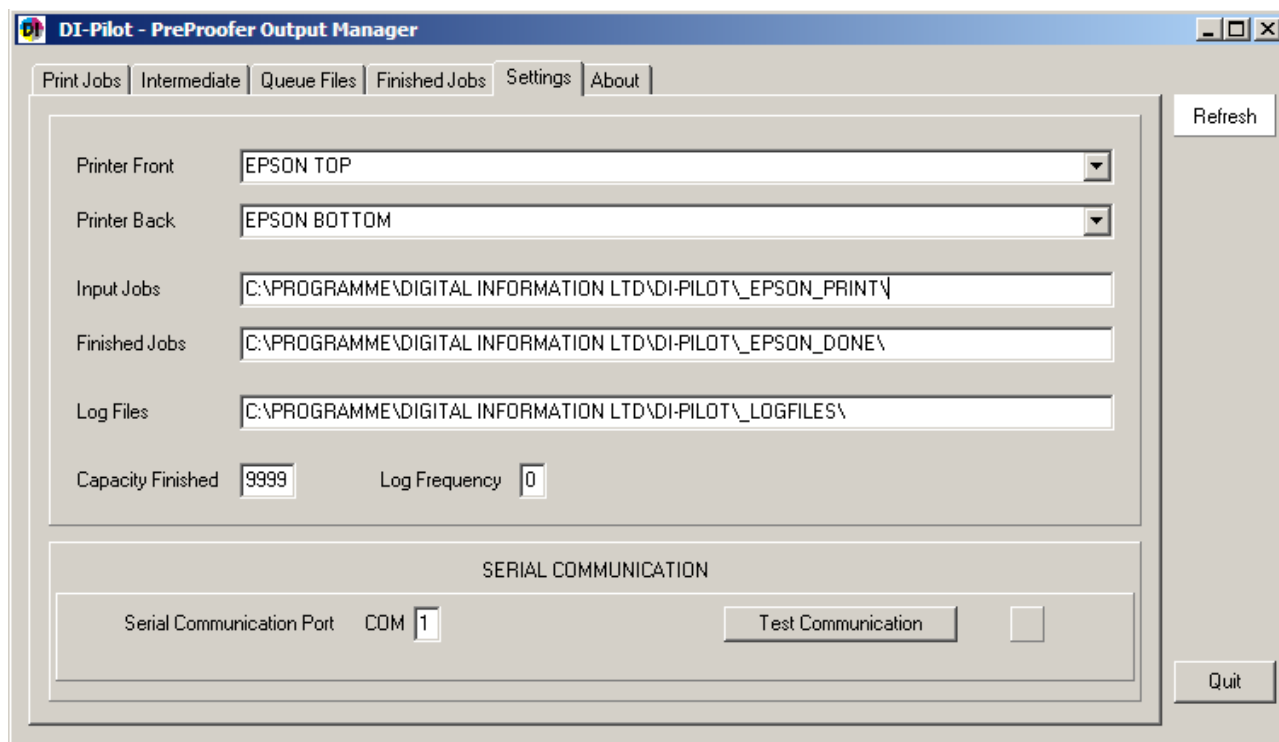 DI DI-Pilot - PreProofer Output Manager
Print Jobs Intermediate Queue Files Finished Jobs Settings About
Refresh
Printer Front EPSON TOP
Printer Back EPSON BOTTOM
Input Jobs C:\PROGRAMME\DIGITAL INFORMATION LTD\DI-PILOT\_EPSON_PRINT\
Finished Jobs C:\PROGRAMME\DIGITAL INFORMATION LTD\DI-PILOT\_EPSON_DONE\
Log Files C:\PROGRAMME\DIGITAL INFORMATION LTD\DI-PILOT\_LOGFILES\
Capacity Finished 9999 Log Frequency 0
SERIAL COMMUNICATION
Serial Communication Port COM 1 Test Communication
Quit